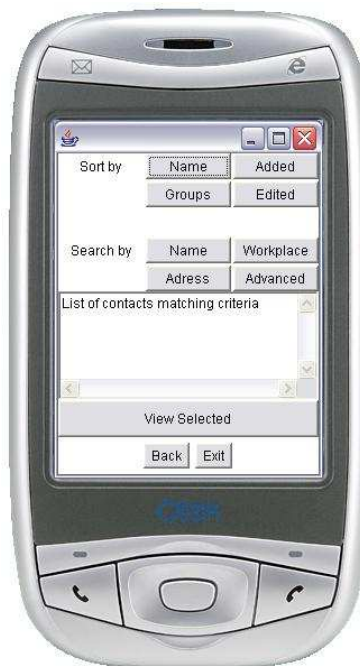 Sort by Name Added
Groups Edited
Search by Name Workplace
Adress Advanced
List of contacts matching criteria
View Selected
Back Exit